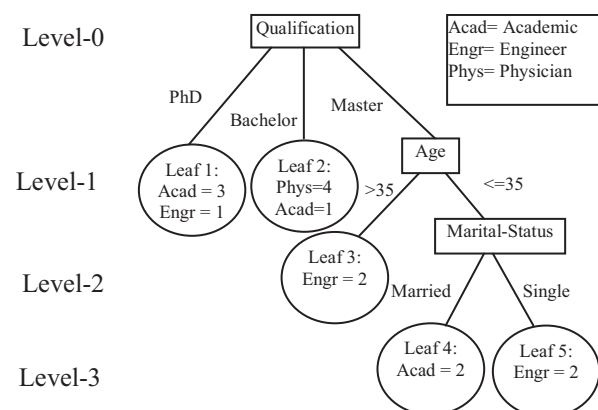 Level-0
Qualification
Acad= Academic
Engr= Engineer
Phys= Physician
PhD
Bachelor
Master
Level-1
Leaf 1:
Acad = 3
Engr = 1
Leaf 2:
Phys=4
Acad=1
Age
>35
<=35
Level-2
Leaf 3:
Engr = 2
Marital-Status
Married
Single
Level-3
Leaf 4:
Acad = 2
Leaf 5:
Engr = 2